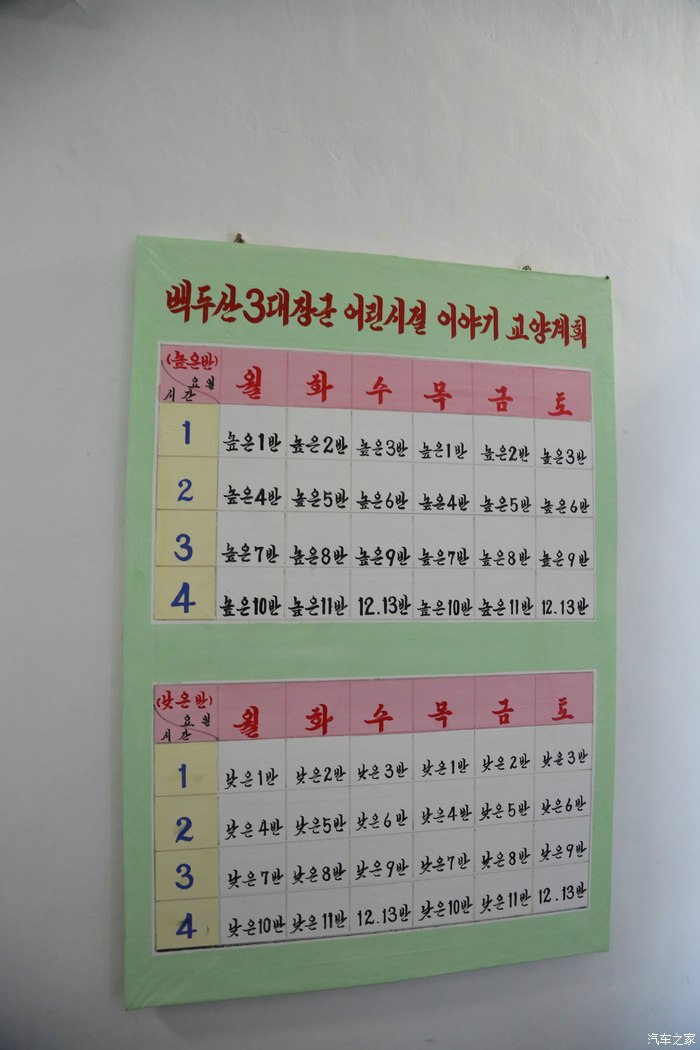 백두산3대장군 어린시절 이야기 교양계획
(높은반) 요일 시간 월 화 수 목 금 토
1 높은1반 높은2반 높은3반 높은1반 높은2반 높은3반
2 높은4반 높은5반 높은6반 높은4반 높은5반 높은6반
3 높은7반 높은8반 높은9반 높은7반 높은8반 높은9반
4 높은10반 높은11반 12.13반 높은10반 높은11반 12.13반
(낮은반) 요일 시간 월 화 수 목 금 토
1 낮은1반 낮은2반 낮은3반 낮은1반 낮은2반 낮은3반
2 낮은4반 낮은5반 낮은6반 낮은4반 낮은5반 낮은6반
3 낮은7반 낮은8반 낮은9반 낮은7반 낮은8반 낮은9반
4 낮은10반 낮은11반 12.13반 낮은10반 낮은11반 12.13반
汽车之家